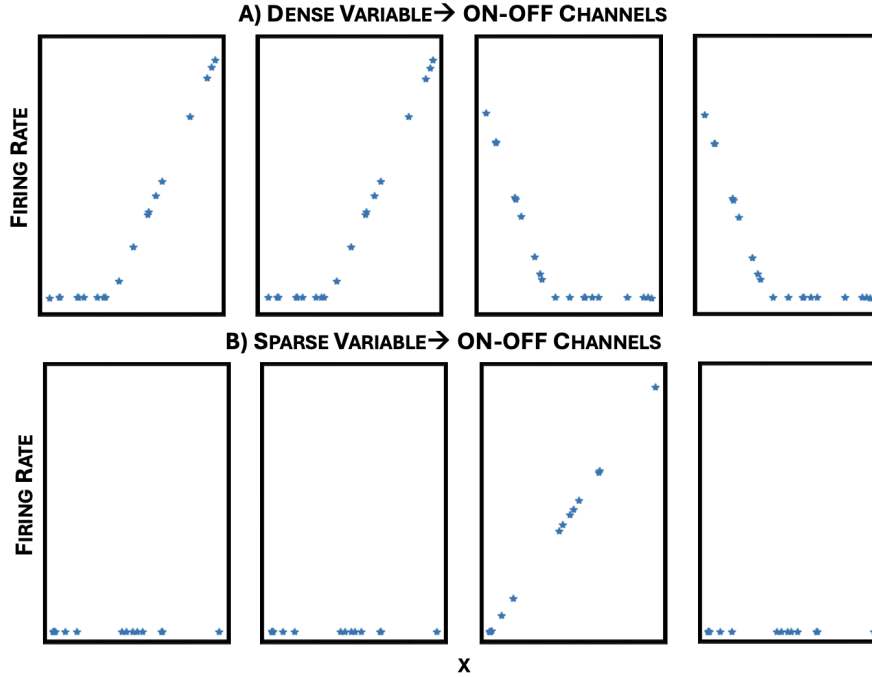 A) DENSE VARIABLE→ ON-OFF CHANNELS
FIRING RATE
B) SPARSE VARIABLE→ ON-OFF CHANNELS
FIRING RATE
X